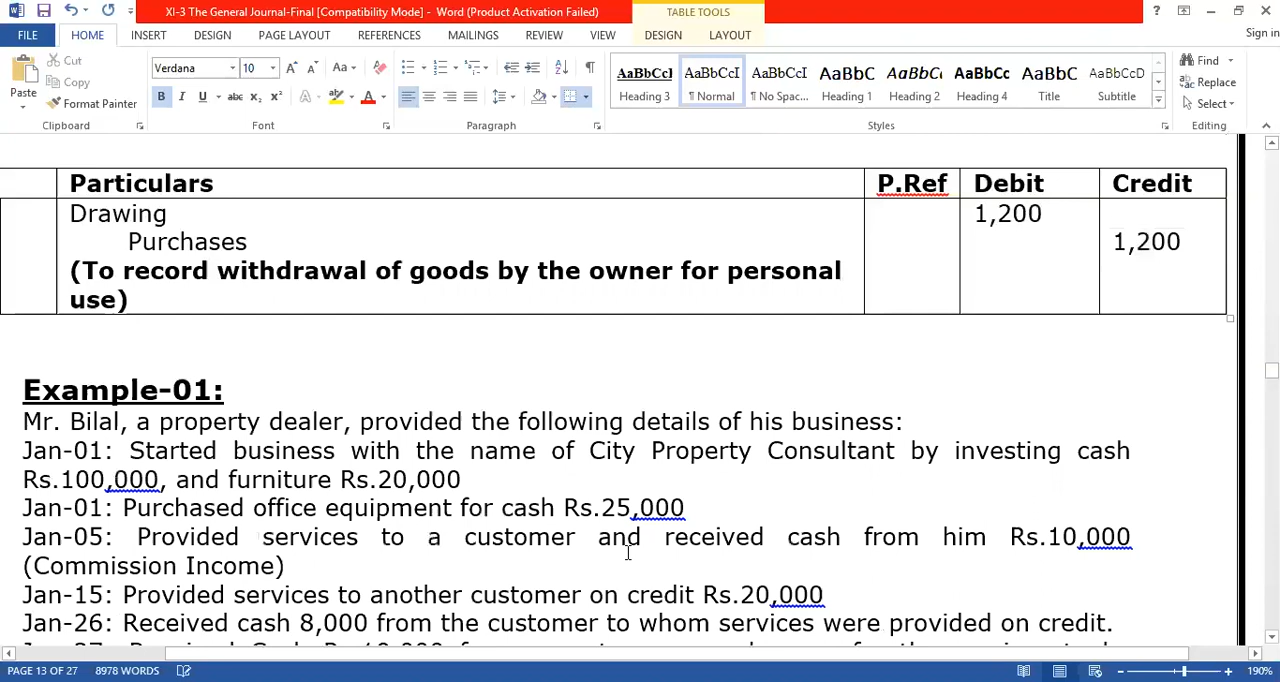 XI-3 The General Journal-Final [Compatibility Mode] - Word (Product Activation Failed)
TABLE TOOLS
FILE HOME INSERT DESIGN PAGE LAYOUT REFERENCES MAILINGS REVIEW VIEW DESIGN LAYOUT Sign in
Paste Cut Copy Format Painter
Verdana 10
AaBbCcI AaBbCcI AaBbCcI AaBbC AaBbC AaBbCc AaBbC AaBbCcD
Heading 3 ¶ Normal ¶ No Spac... Heading 1 Heading 2 Heading 4 Title Subtitle
Find Replace Select
Clipboard Font Paragraph Styles Editing
Particulars P.Ref Debit Credit
Drawing 1,200
Purchases 1,200
(To record withdrawal of goods by the owner for personal
use)
Example-01:
Mr. Bilal, a property dealer, provided the following details of his business:
Jan-01: Started business with the name of City Property Consultant by investing cash
Rs.100,000, and furniture Rs.20,000
Jan-01: Purchased office equipment for cash Rs.25,000
Jan-05: Provided services to a customer and received cash from him Rs.10,000
(Commission Income)
Jan-15: Provided services to another customer on credit Rs.20,000
Jan-26: Received cash 8,000 from the customer to whom services were provided on credit.
PAGE 13 OF 27 8978 WORDS 190%